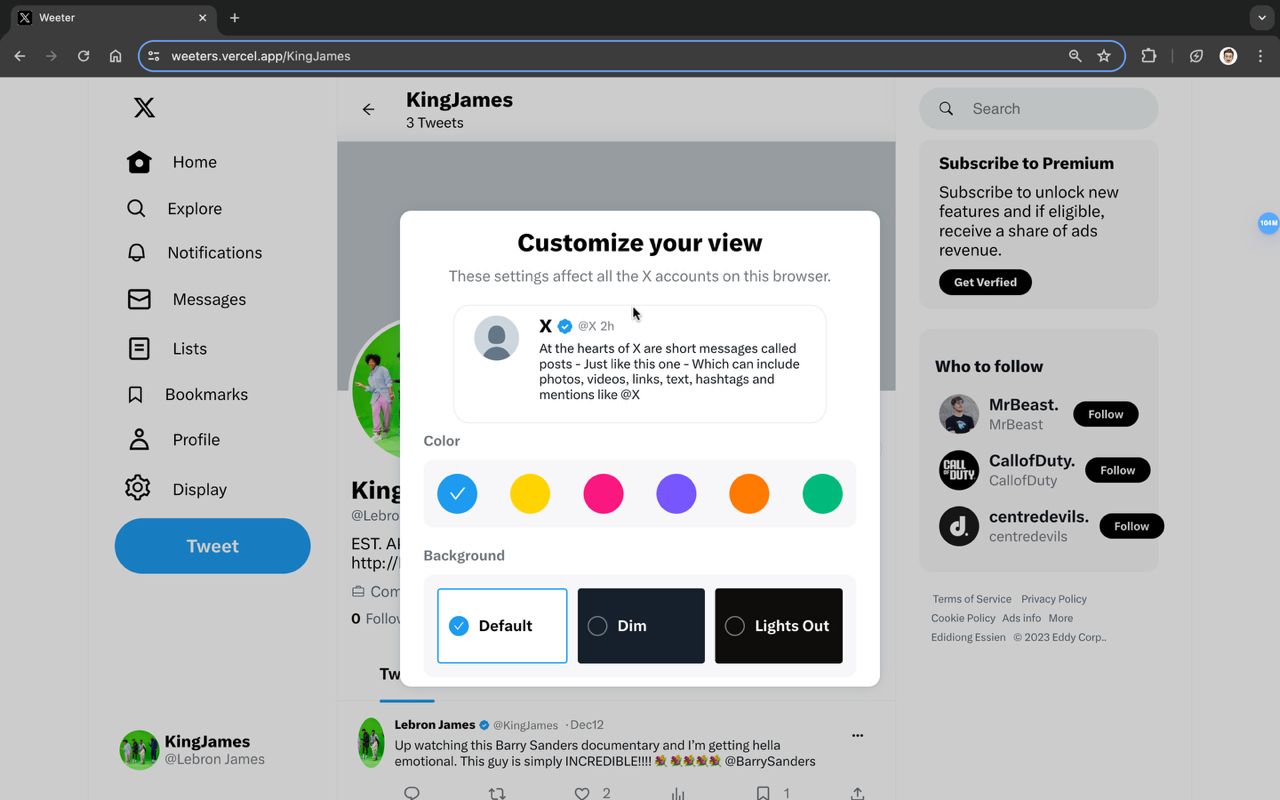 Weeter
weeters.vercel.app/KingJames
Home
Explore
Notifications
Messages
Lists
Bookmarks
Profile
Display
Tweet
KingJames
@Lebron James
KingJames
3 Tweets
King
@Lebro
http://
Com
0 Follow
Tw
Customize your view
These settings affect all the X accounts on this browser.
X @X 2h
At the hearts of X are short messages called
posts - Just like this one - Which can include
photos, videos, links, text, hashtags and
mentions like @X
Color
Background
Default
Dim
Lights Out
Lebron James @KingJames · Dec12
Up watching this Barry Sanders documentary and I'm getting hella
emotional. This guy is simply INCREDIBLE!!!! 💐💐💐💐💐 @BarrySanders
2
1
Search
Subscribe to Premium
Subscribe to unlock new
features and if eligible,
receive a share of ads
revenue.
Get Verfied
Who to follow
MrBeast.
MrBeast
Follow
CALL OF DUTY.
CallofDuty.
CallofDuty
Follow
d.
centredevils.
centredevils
Follow
Terms of Service Privacy Policy
Cookie Policy Ads info More
Edidiong Essien © 2023 Eddy Corp..
104M